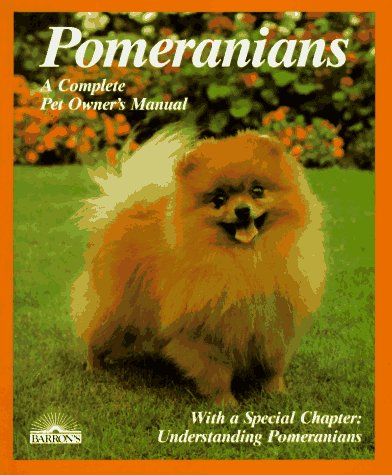 Pomeranians
A Complete
Pet Owner's Manual
With a Special Chapter:
Understanding Pomeranians
BARRON'S